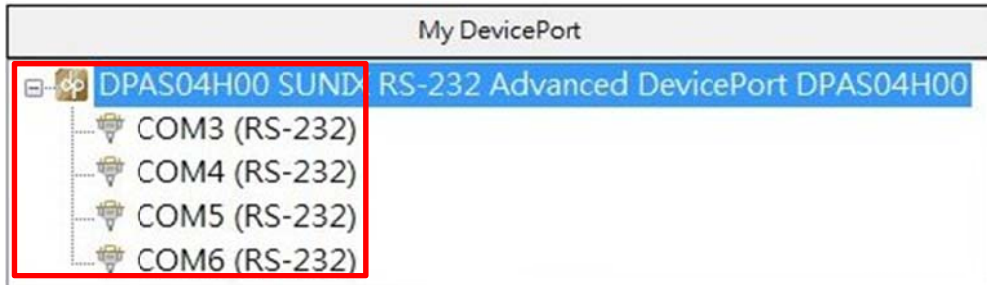 My DevicePort
dp DPAS04H00 SUNIX RS-232 Advanced DevicePort DPAS04H00
COM3 (RS-232)
COM4 (RS-232)
COM5 (RS-232)
COM6 (RS-232)